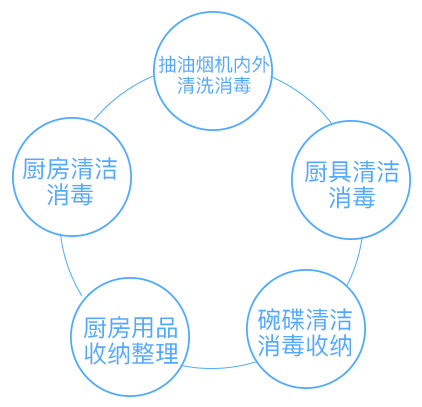 抽油烟机内外
清洗消毒
厨房清洁
消毒
厨具清洁
消毒
厨房用品
收纳整理
碗碟清洁
消毒收纳